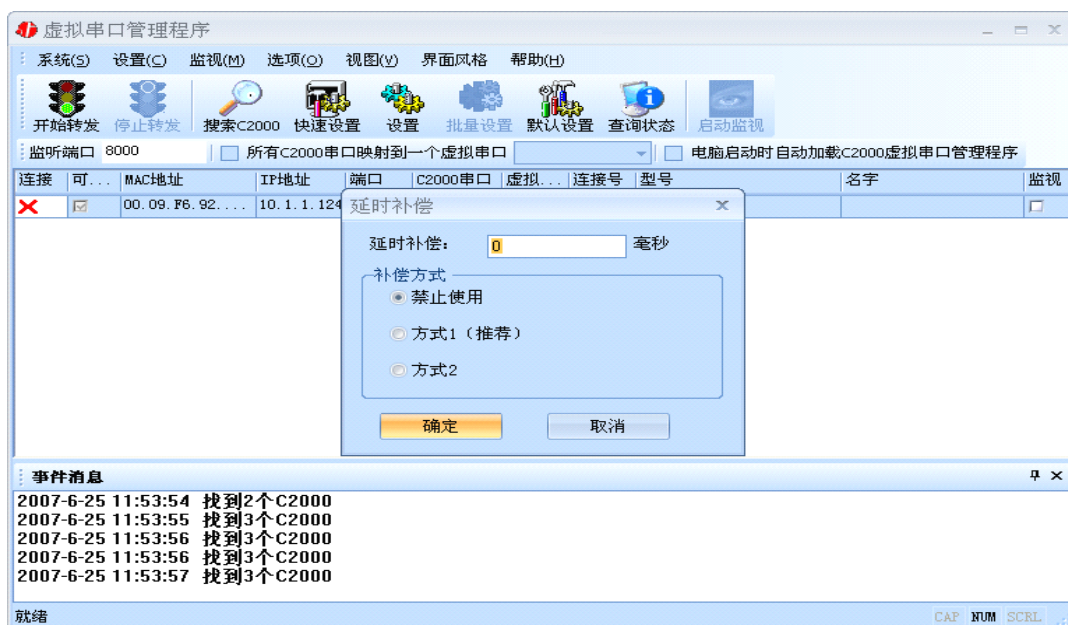 虚拟串口管理程序
系统(S) 设置(C) 监视(M) 选项(O) 视图(V) 界面风格 帮助(H)
开始转发 停止转发 搜索C2000 快速设置 设置 批量设置 默认设置 查询状态 启动监视
监听端口 8000 所有C2000串口映射到一个虚拟串口 电脑启动时自动加载C2000虚拟串口管理程序
连接 可... MAC地址 IP地址 端口 C2000串口 虚拟... 连接号 型号 名字 监视
00.09.F6.92.... 10.1.1.124
延时补偿
延时补偿: 0 毫秒
补偿方式
禁止使用
方式1（推荐）
方式2
确定 取消
事件消息
2007-6-25 11:53:54 找到2个C2000
2007-6-25 11:53:55 找到3个C2000
2007-6-25 11:53:56 找到3个C2000
2007-6-25 11:53:56 找到3个C2000
2007-6-25 11:53:57 找到3个C2000
就绪 CAP NUM SCRL